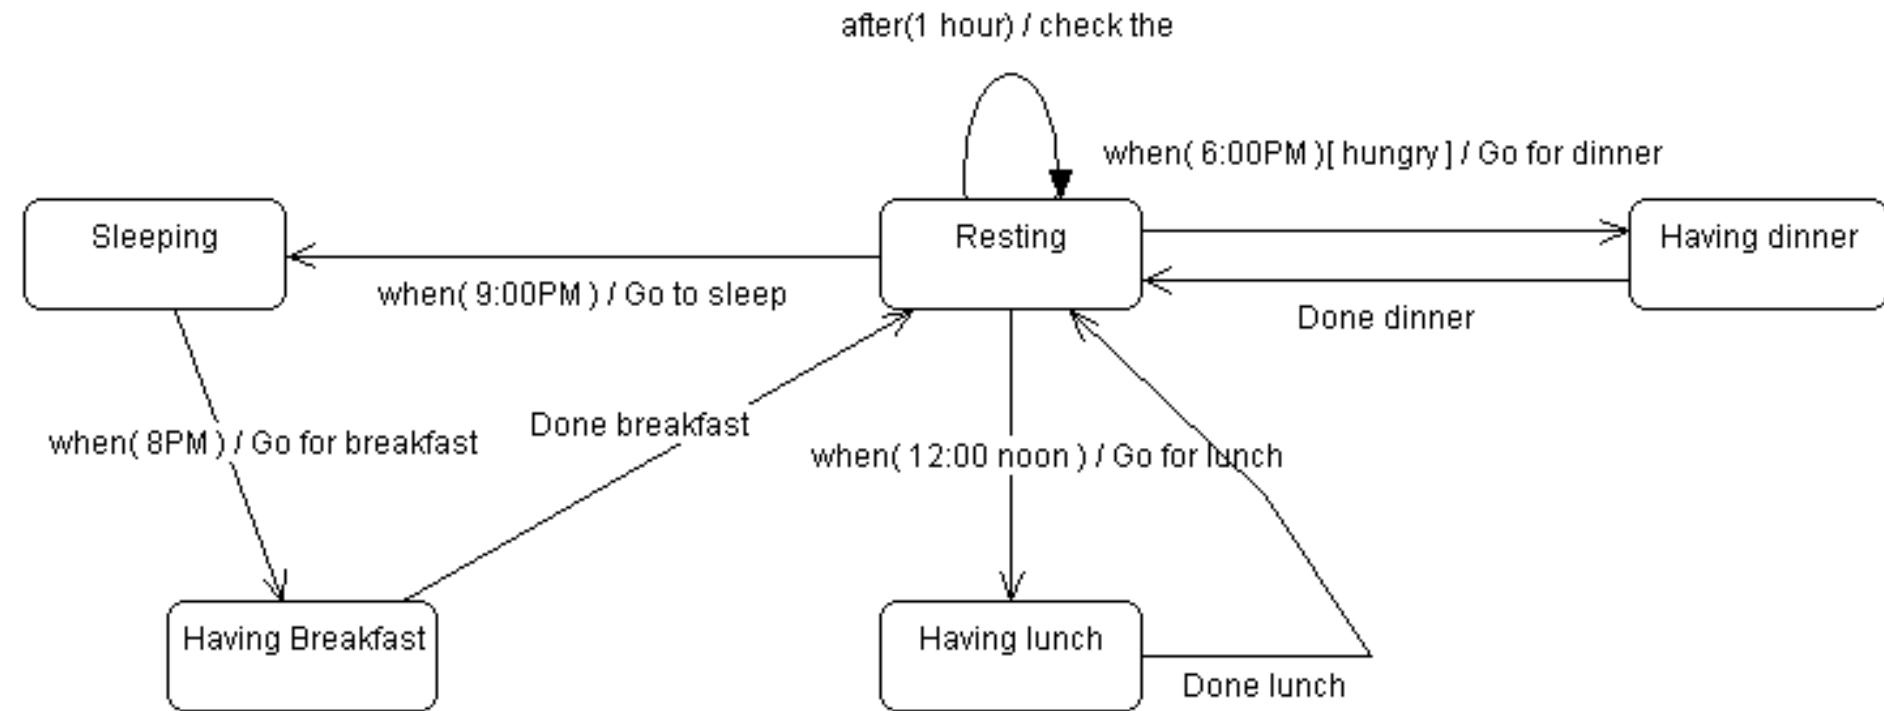 after(1 hour) / check the
when( 6:00PM )[ hungry ] / Go for dinner
Sleeping
Resting
Having dinner
when( 9:00PM ) / Go to sleep
Done dinner
when( 8PM ) / Go for breakfast
Done breakfast
when( 12:00 noon ) / Go for lunch
Having Breakfast
Having lunch
Done lunch